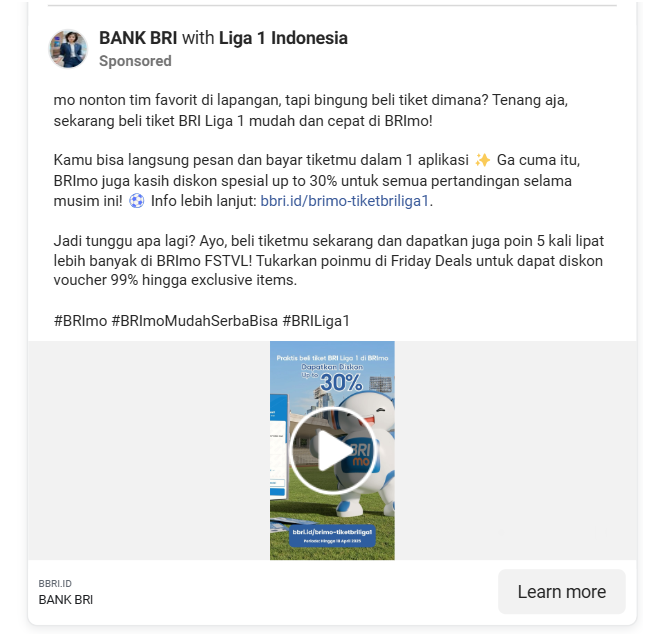 BANK BRI with Liga 1 Indonesia
Sponsored
mo nonton tim favorit di lapangan, tapi bingung beli tiket dimana? Tenang aja,
sekarang beli tiket BRI Liga 1 mudah dan cepat di BRImo!
Kamu bisa langsung pesan dan bayar tiketmu dalam 1 aplikasi ✨ Ga cuma itu,
BRImo juga kasih diskon spesial up to 30% untuk semua pertandingan selama
musim ini! ⚽ Info lebih lanjut: bbri.id/brimo-tiketbriliga1.
Jadi tunggu apa lagi? Ayo, beli tiketmu sekarang dan dapatkan juga poin 5 kali lipat
lebih banyak di BRImo FSTVL! Tukarkan poinmu di Friday Deals untuk dapat diskon
voucher 99% hingga exclusive items.
#BRImo #BRImoMudahSerbaBisa #BRILiga1
Praktis beli tiket BRI Liga 1 di BRImo
Dapatkan Diskon
up to 30%
BRI
mo
bbri.id/brimo-tiketbriliga1
Periode: Hingga 18 April 2025
BBRI.ID
BANK BRI
Learn more